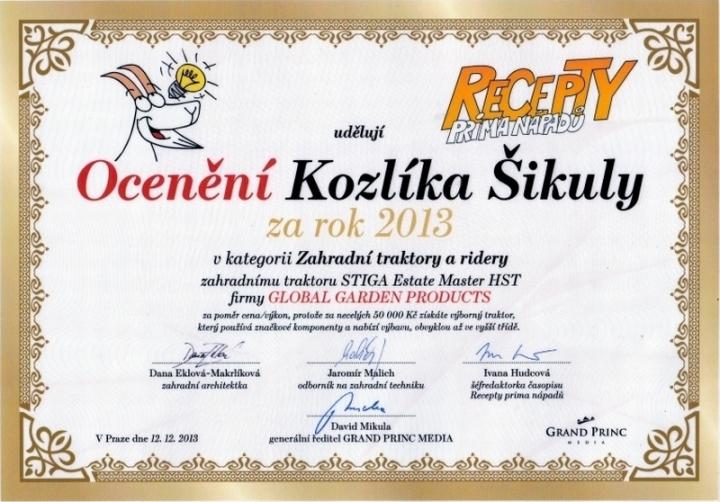 RECEPTY
PRIMA NÁPADŮ
udělují
Ocenění Kozlíka Šikuly
za rok 2013
v kategorii Zahradní traktory a ridery
zahradnímu traktoru STIGA Estate Master HST
firmy GLOBAL GARDEN PRODUCTS
za poměr cena/výkon, protože za necelých 50 000 Kč získáte výborný traktor,
který používá značkové komponenty a nabízí výbavu, obvyklou až ve vyšší třídě.
Dana Eklová-Makrlíková
zahradní architektka
Jaromír Malich
odborník na zahradní techniku
Ivana Hudcová
šéfredaktorka časopisu
Recepty prima nápadů
David Mikula
generální ředitel GRAND PRINC MEDIA
V Praze dne 12. 12. 2013
GRAND PRINC
MEDIA